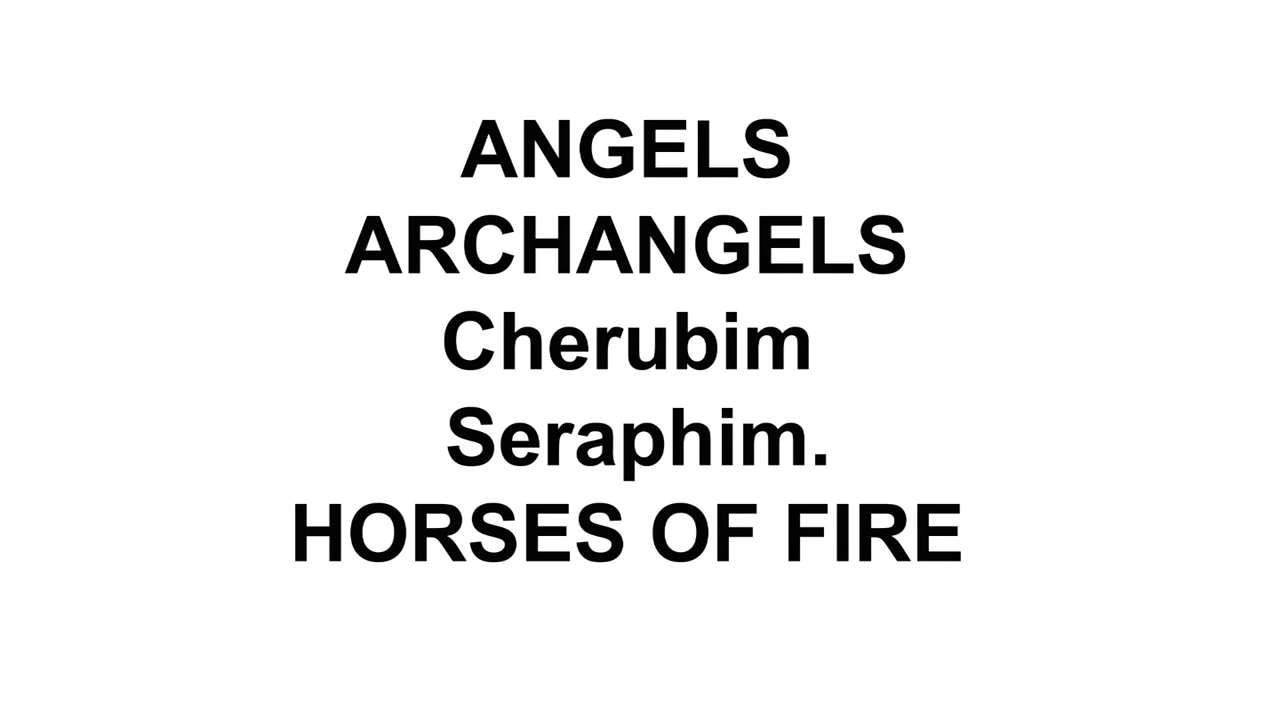 ANGELS
ARCHANGELS
Cherubim
Seraphim.
HORSES OF FIRE